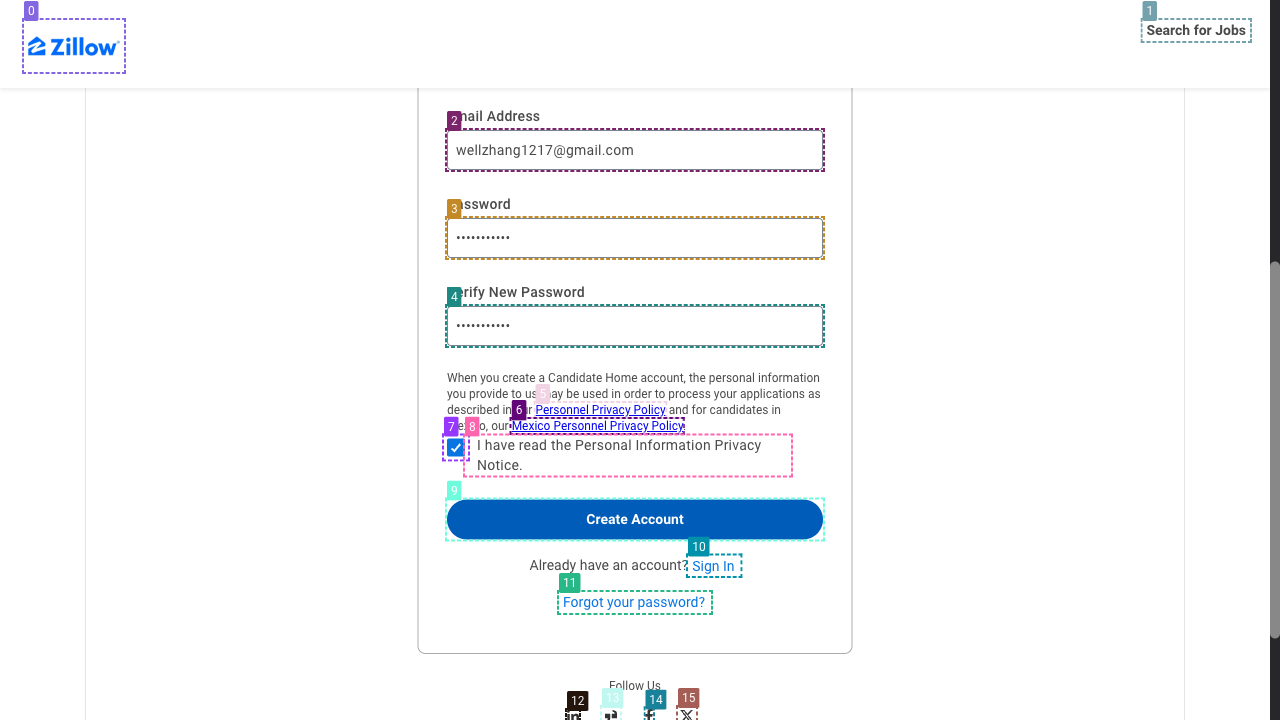 0
1
Zillow
Search for Jobs
2
mail Address
wellzhang1217@gmail.com
3
ssword
•••••••••••
4
erify New Password
•••••••••••
When you create a Candidate Home account, the personal information
you provide to us may be used in order to process your applications as
described in our Personnel Privacy Policy and for candidates in
5
6
Mexico, our Mexico Personnel Privacy Policy.
7
8
I have read the Personal Information Privacy
Notice.
9
Create Account
10
Already have an account? Sign In
11
Forgot your password?
Follow Us
12
13
14
15